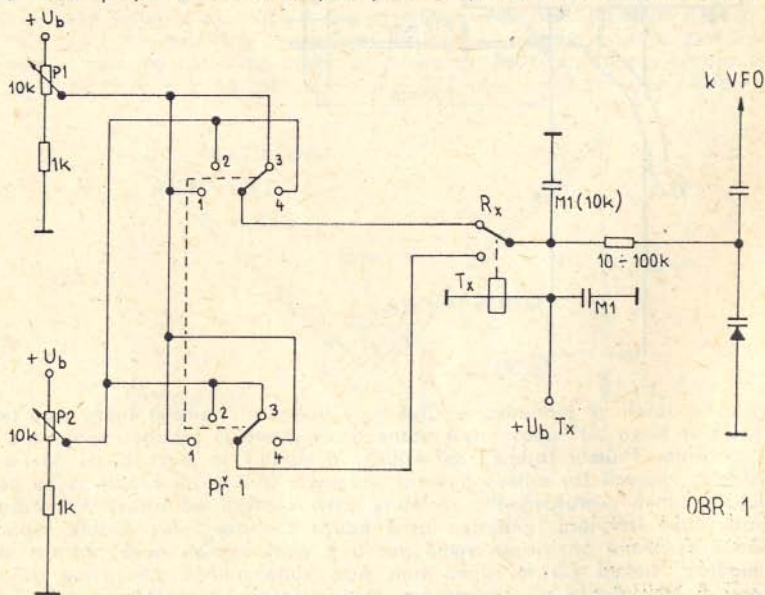 + Ub
P1
10k
1k
2
3
1
4
Rx
M1(10k)
k VFO
10 ÷ 100k
Tx
M1
+Ub Tx
+ Ub
P2
10k
1k
2
3
1
4
Př 1
OBR. 1